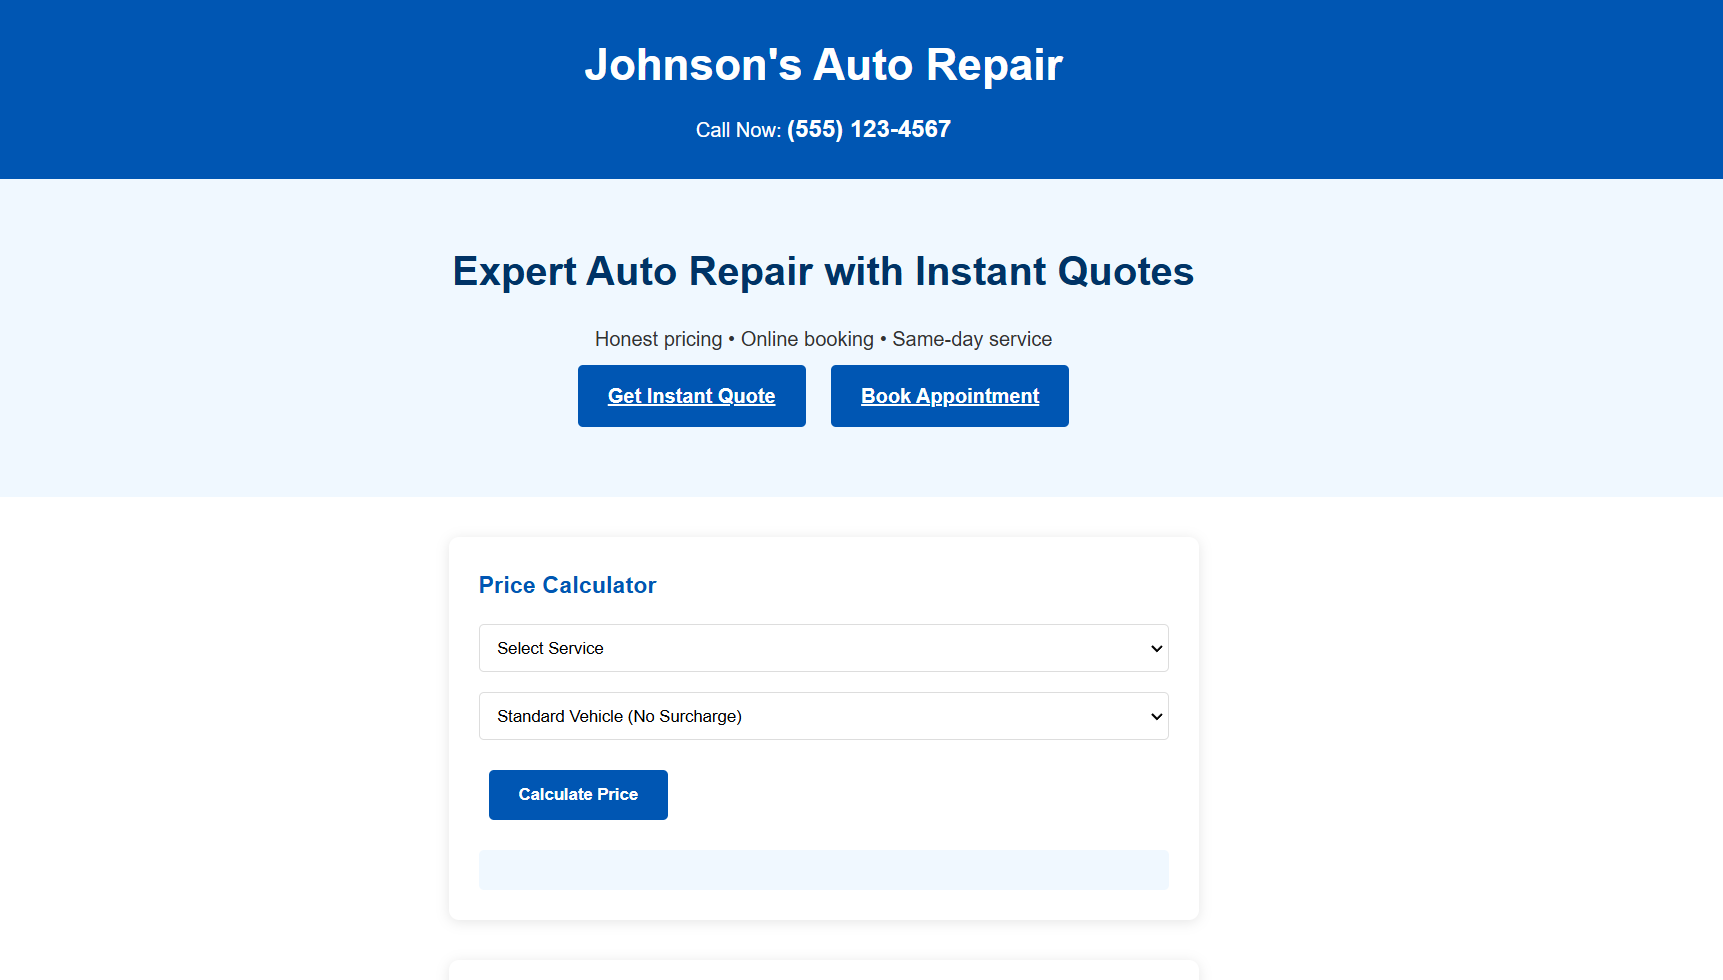 Johnson's Auto Repair
Call Now: (555) 123-4567
Expert Auto Repair with Instant Quotes
Honest pricing • Online booking • Same-day service
Get Instant Quote
Book Appointment
Price Calculator
Select Service
Standard Vehicle (No Surcharge)
Calculate Price